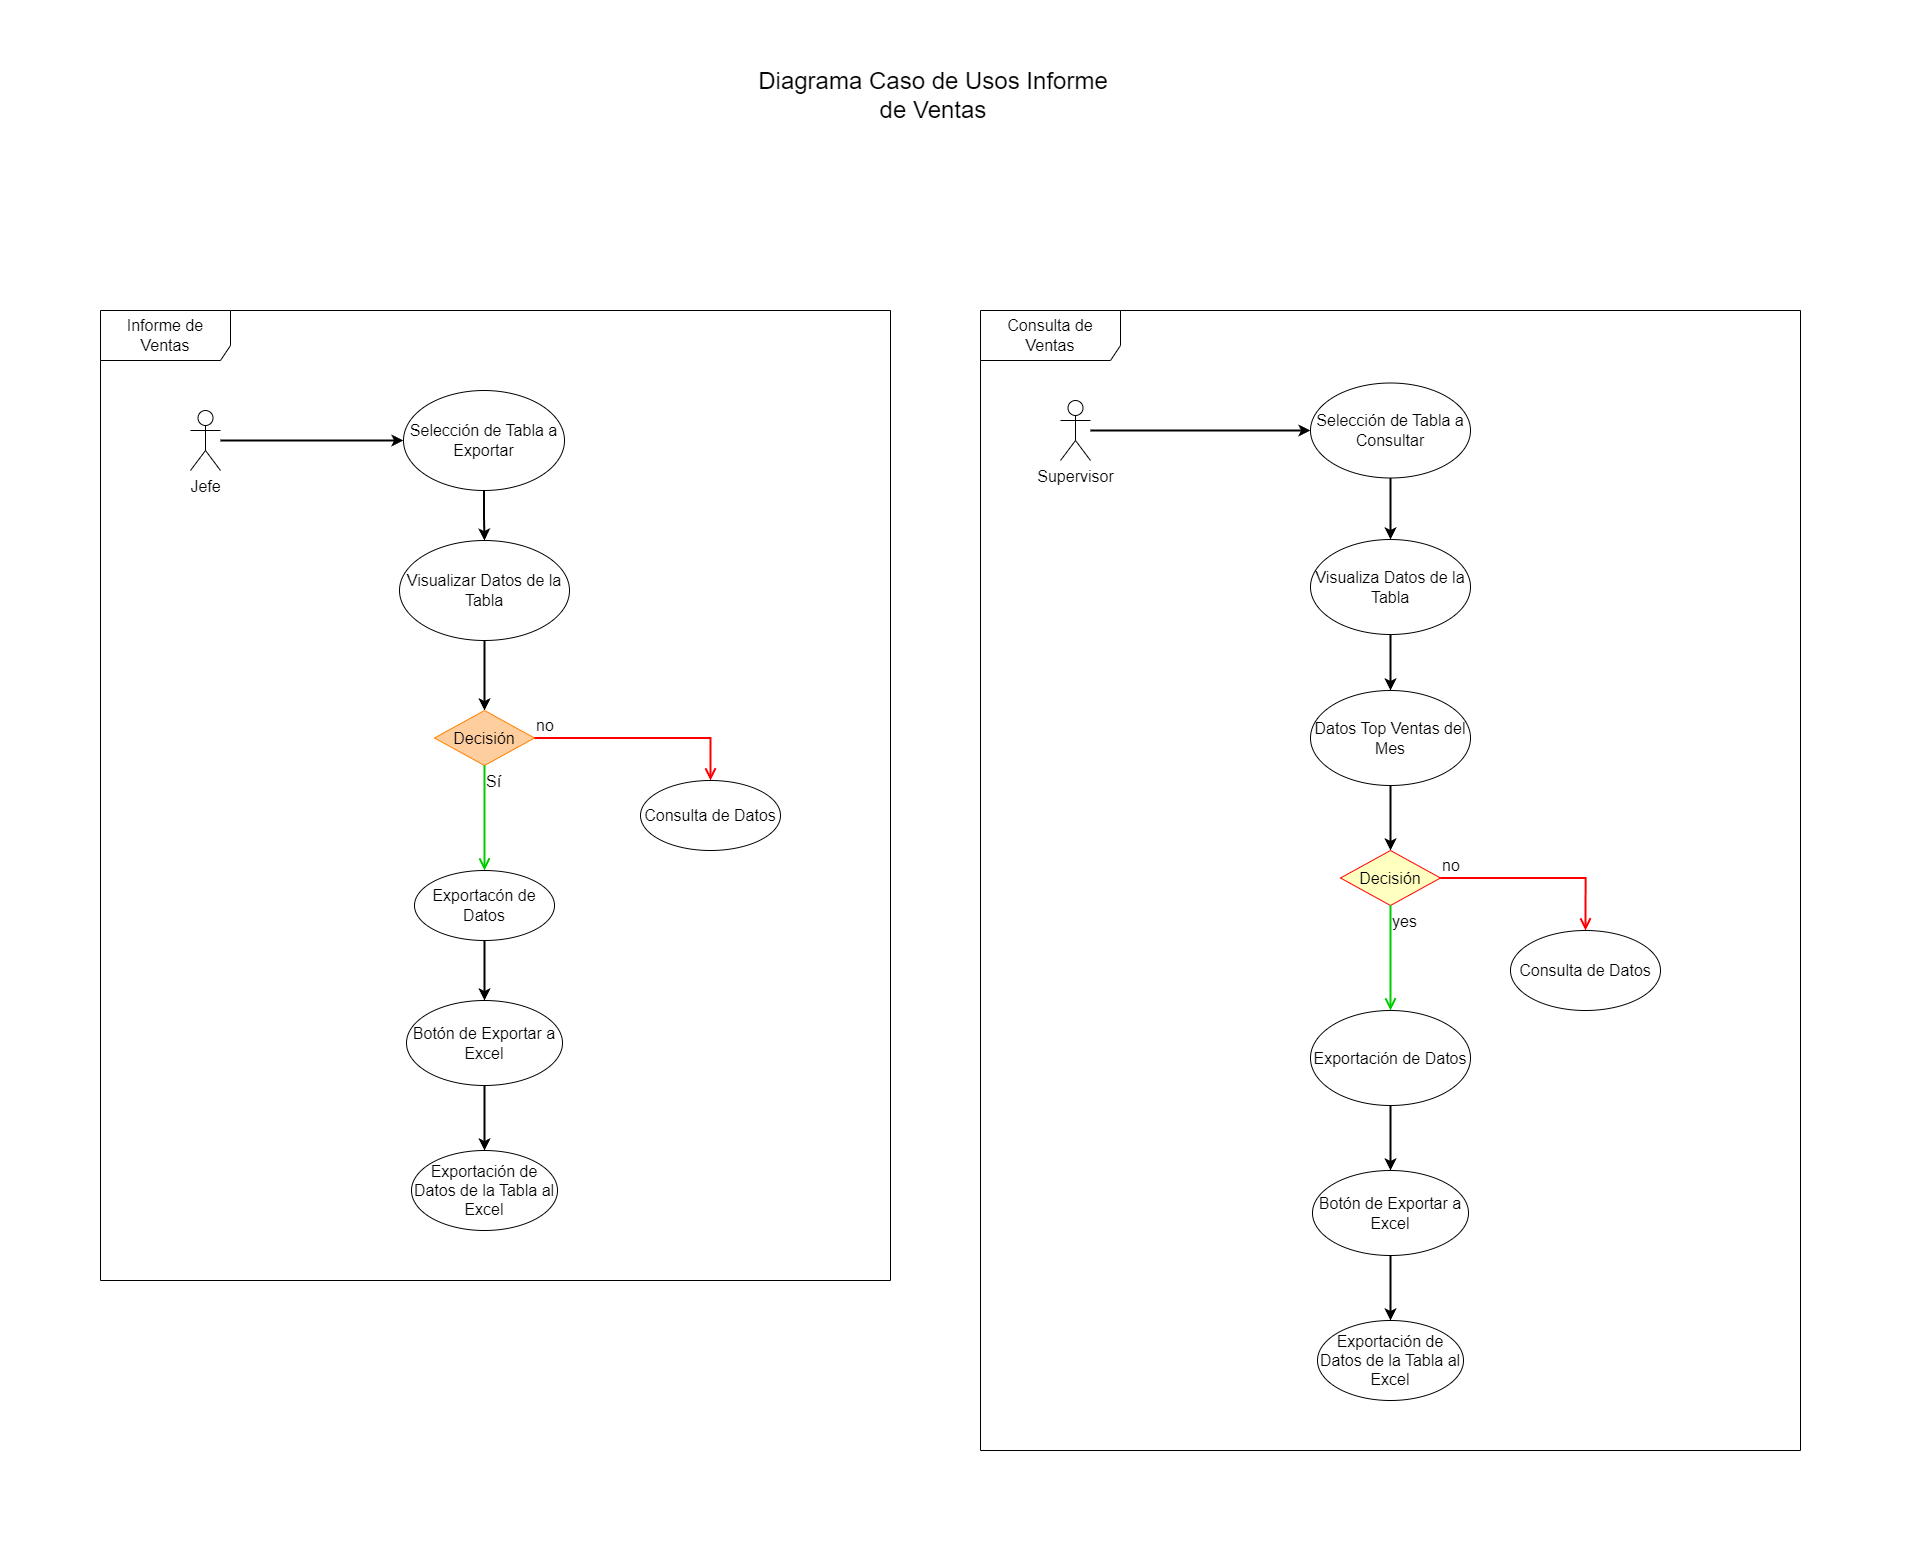 Diagrama Caso de Usos Informe
de Ventas
Informe de
Ventas
Jefe
Selección de Tabla a
Exportar
Visualizar Datos de la
Tabla
Decisión
no
Sí
Consulta de Datos
Exportacón de
Datos
Botón de Exportar a
Excel
Exportación de
Datos de la Tabla al
Excel
Consulta de
Ventas
Supervisor
Selección de Tabla a
Consultar
Visualiza Datos de la
Tabla
Datos Top Ventas del
Mes
Decisión
no
yes
Consulta de Datos
Exportación de Datos
Botón de Exportar a
Excel
Exportación de
Datos de la Tabla al
Excel